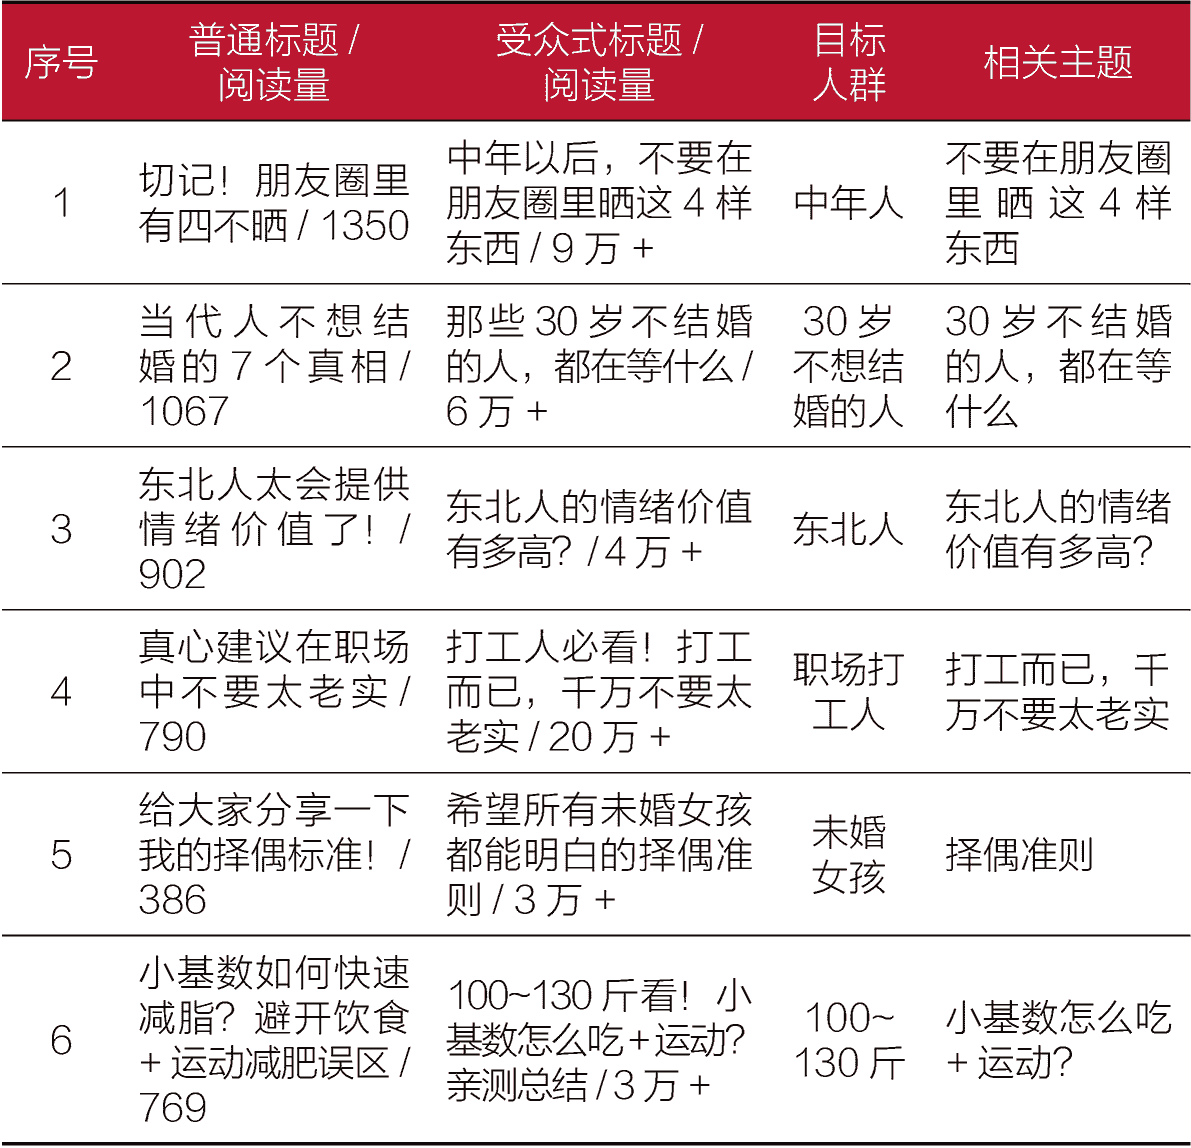 序号
普通标题 /
阅读量
受众式标题 /
阅读量
目标
人群
相关主题
1
切记！朋友圈里
有四不晒 / 1350
中年以后，不要在
朋友圈里晒这 4 样
东西 / 9 万 +
中年人
不要在朋友圈
里晒这 4 样
东西
2
当代人不想结
婚的 7 个真相 /
1067
那些 30 岁不结婚
的人，都在等什么 /
6 万 +
30 岁
不想结
婚的人
30 岁不结婚
的人，都在等
什么
3
东北人太会提供
情绪价值了！/
902
东北人的情绪价值
有多高？/ 4 万 +
东北人
东北人的情绪
价值有多高？
4
真心建议在职场
中不要太老实 /
790
打工人必看！打工
而已，千万不要太
老实 / 20 万 +
职场打
工人
打工而已，千
万不要太老实
5
给大家分享一下
我的择偶标准！/
386
希望所有未婚女孩
都能明白的择偶准
则 / 3 万 +
未婚
女孩
择偶准则
6
小基数如何快速
减脂？避开饮食
+ 运动减肥误区 /
769
100~130 斤看！小
基数怎么吃 + 运动？
亲测总结 / 3 万 +
100~
130 斤
小基数怎么吃
+ 运动？